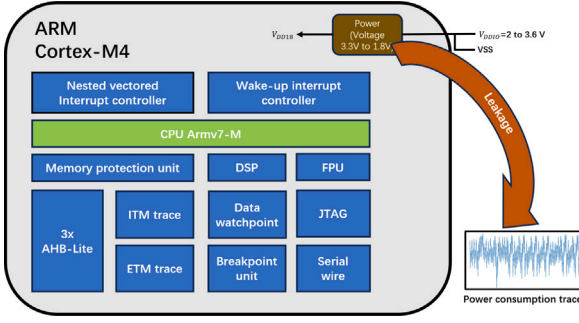 ARM
Cortex-M4
V_DD18
Power
(Voltage
3.3V to 1.8V)
V_DDIO=2 to 3.6 V
VSS
Leakage
Nested vectored
Interrupt controller
Wake-up interrupt
controller
CPU Armv7-M
Memory protection unit
DSP
FPU
3x
AHB-Lite
ITM trace
Data
watchpoint
JTAG
ETM trace
Breakpoint
unit
Serial
wire
Power consumption trace